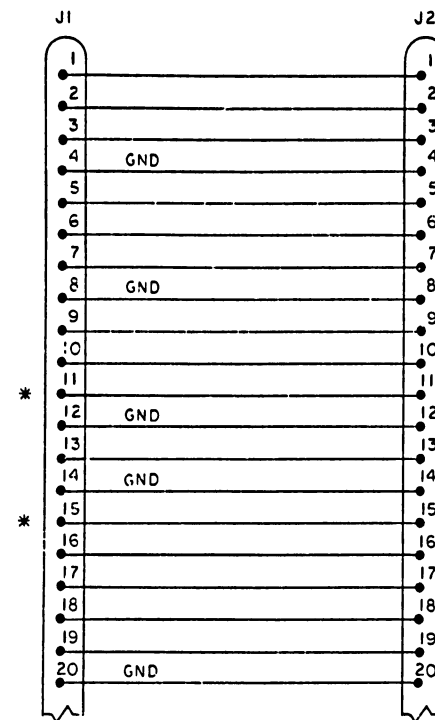 J1 J2
1 1
2 2
3 3
4 GND 4
5 5
6 6
7 7
8 GND 8
9 9
10 10
* 11 11
12 GND 12
13 13
14 GND 14
* 15 15
16 16
17 17
18 18
19 19
20 GND 20